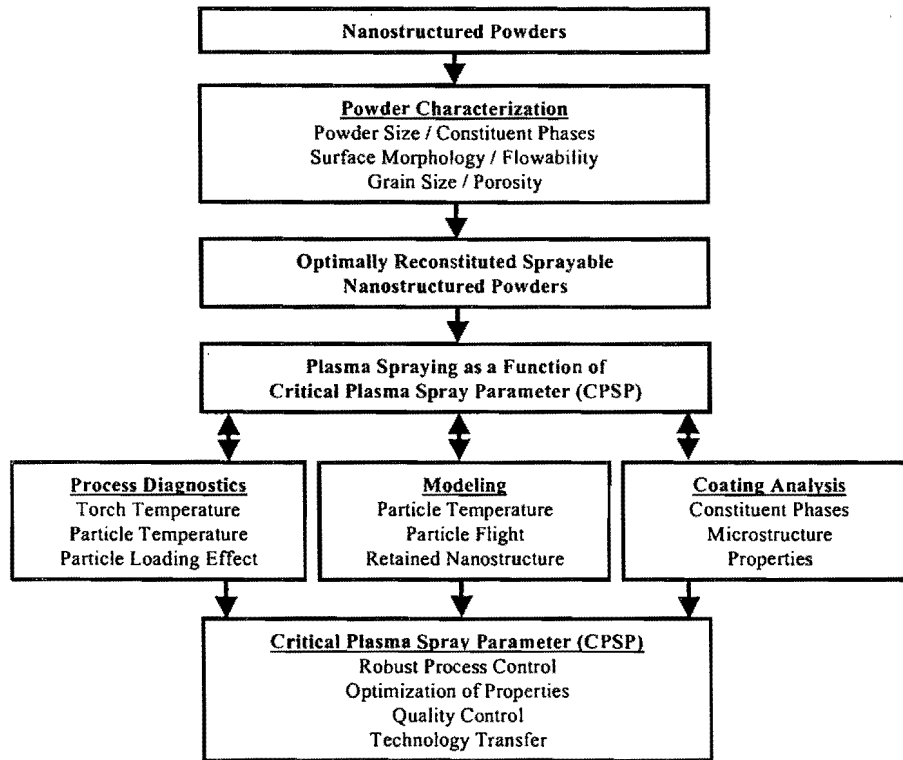 Nanostructured Powders
Powder Characterization
Powder Size / Constituent Phases
Surface Morphology / Flowability
Grain Size / Porosity
Optimally Reconstituted Sprayable
Nanostructured Powders
Plasma Spraying as a Function of
Critical Plasma Spray Parameter (CPSP)
Process Diagnostics
Torch Temperature
Particle Temperature
Particle Loading Effect
Modeling
Particle Temperature
Particle Flight
Retained Nanostructure
Coating Analysis
Constituent Phases
Microstructure
Properties
Critical Plasma Spray Parameter (CPSP)
Robust Process Control
Optimization of Properties
Quality Control
Technology Transfer